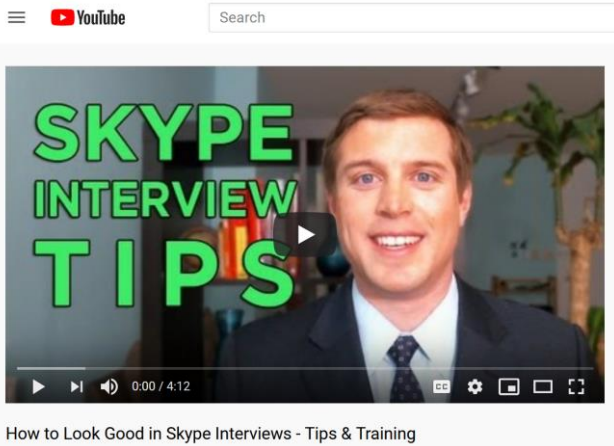 YouTube
Search
SKYPE
INTERVIEW
TIPS
0:00 / 4:12
CC
How to Look Good in Skype Interviews - Tips & Training